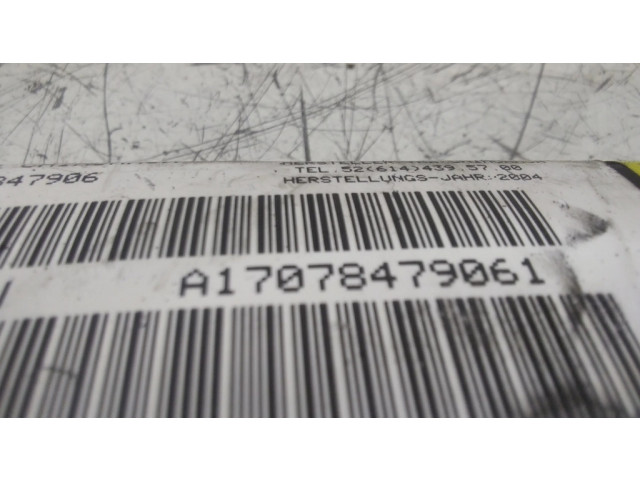 TEL.52(614)439.57.00
847906
HERSTELLUNGS-JAHR:2004
A17078479061